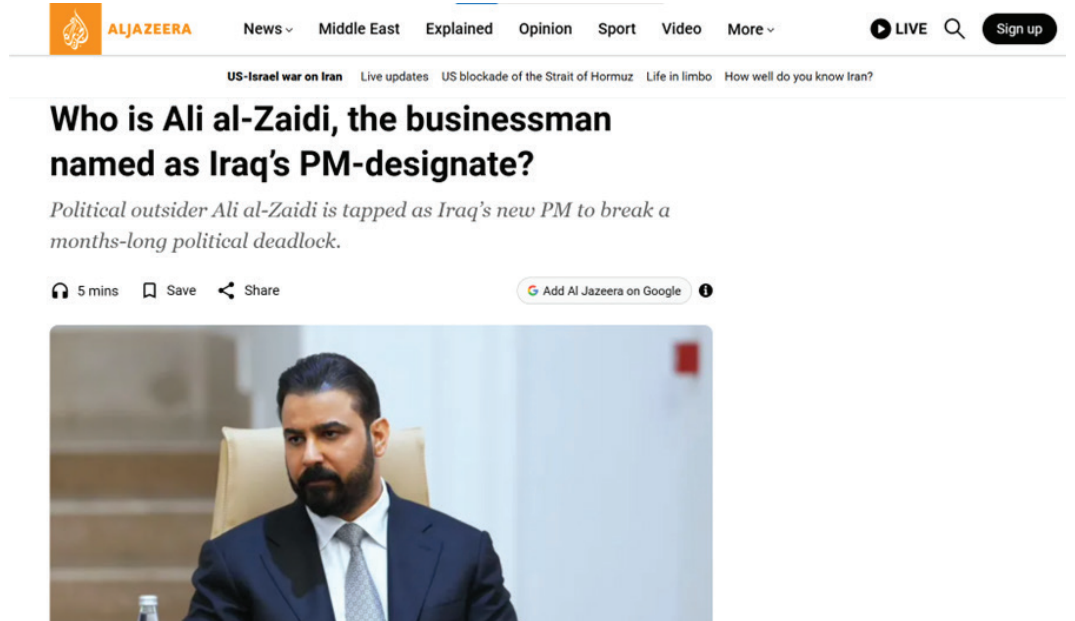 ALJAZEERA
News Middle East Explained Opinion Sport Video More LIVE Sign up
US-Israel war on Iran Live updates US blockade of the Strait of Hormuz Life in limbo How well do you know Iran?
Who is Ali al-Zaidi, the businessman
named as Iraq’s PM-designate?
Political outsider Ali al-Zaidi is tapped as Iraq’s new PM to break a
months-long political deadlock.
5 mins Save Share Add Al Jazeera on Google